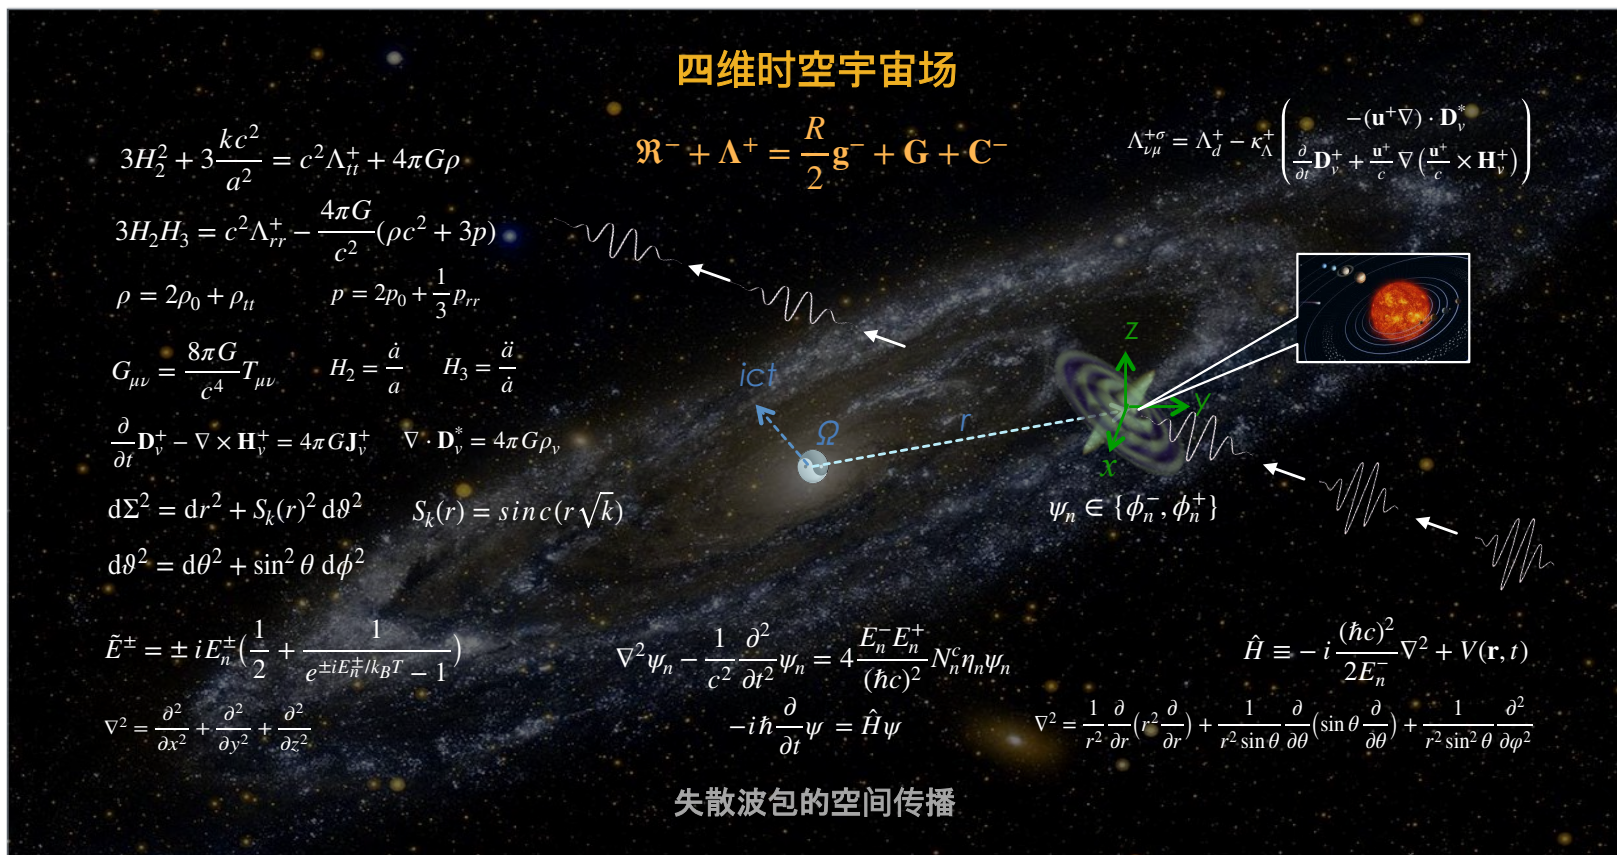 四维时空宇宙场
ℜ⁻ + Λ⁺ = R/2 g⁻ + G + C⁻
Λ⁺σ_νμ = Λ⁺_d − κ⁺_Λ ( −(u⁺∇) · D*_v
∂/∂t D⁺_v + u⁺/c ∇ (u⁺/c × H⁺_v) )
3H₂² + 3 kc²/a² = c²Λ⁺_tt + 4πGρ
3H₂H₃ = c²Λ⁺_rr − 4πG/c² (ρc² + 3p)
ρ = 2ρ₀ + ρ_tt p = 2p₀ + 1/3 p_rr
G_μν = 8πG/c⁴ T_μν H₂ = ȧ/a H₃ = ä/ȧ
∂/∂t D⁺_v − ∇ × H⁺_v = 4πGJ⁺_v ∇ · D*_v = 4πGρ_v
dΣ² = dr² + S_k(r)² dϑ² S_k(r) = sinc(r√k)
dϑ² = dθ² + sin² θ dϕ²
z
ict
y
Ω
r
x
ψ_n ∈ {ϕ⁻_n, ϕ⁺_n}
Ẽ^± = ± iE^±_n (1/2 + 1/(e^{±iE^±_n/k_BT} − 1))
∇²ψ_n − 1/c² ∂²/∂t² ψ_n = 4 E⁻_n E⁺_n/(ħc)² N^c_n η_n ψ_n
Ĥ ≡ − i (ħc)²/2E⁻_n ∇² + V(r, t)
∇² = ∂²/∂x² + ∂²/∂y² + ∂²/∂z²
−iħ ∂/∂t ψ = Ĥψ
∇² = 1/r² ∂/∂r (r² ∂/∂r) + 1/(r² sin θ) ∂/∂θ (sin θ ∂/∂θ) + 1/(r² sin² θ) ∂²/∂φ²
失散波包的空间传播